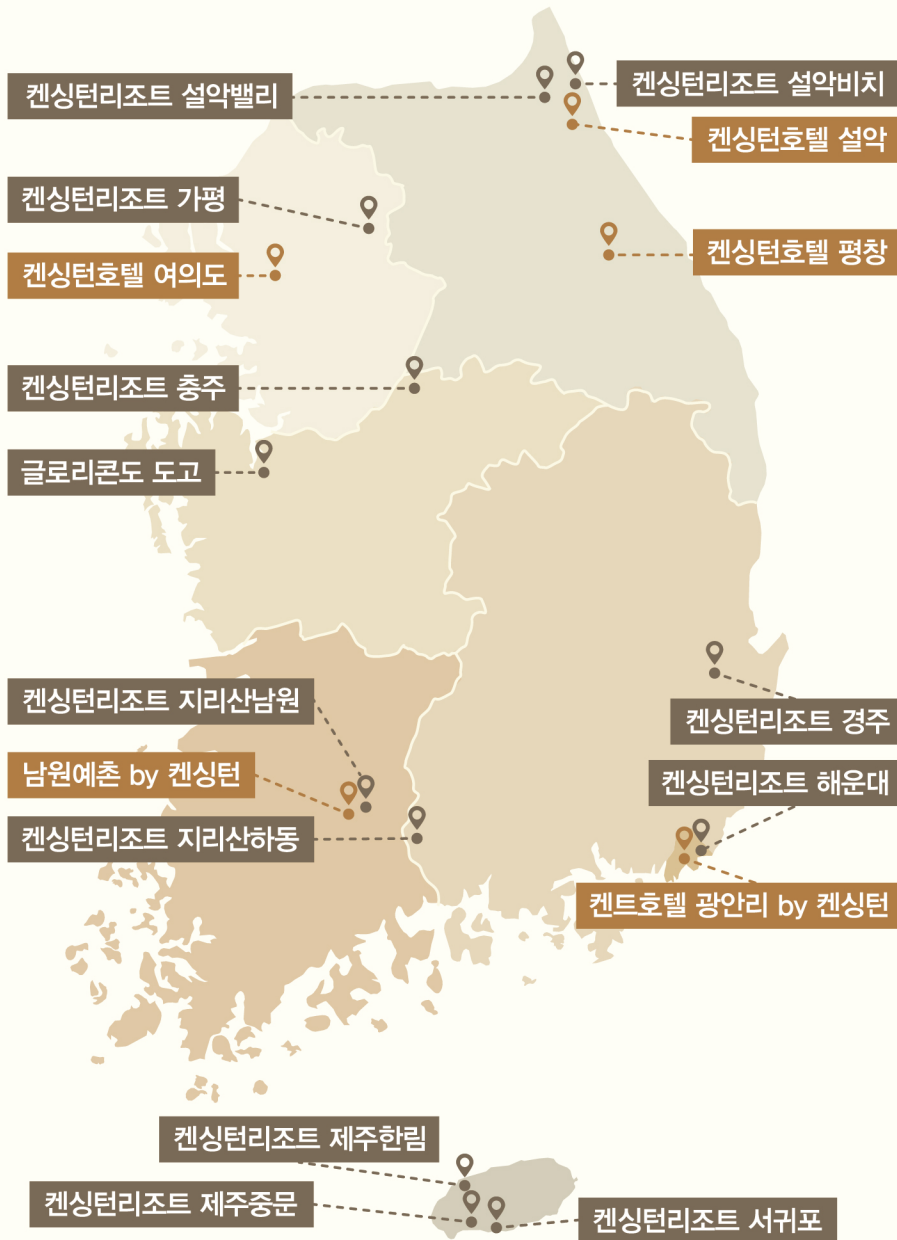 켄싱턴리조트 설악밸리
켄싱턴리조트 설악비치
켄싱턴호텔 설악
켄싱턴리조트 가평
켄싱턴호텔 평창
켄싱턴호텔 여의도
켄싱턴리조트 충주
글로리콘도 도고
켄싱턴리조트 지리산남원
켄싱턴리조트 경주
남원예촌 by 켄싱턴
켄싱턴리조트 해운대
켄싱턴리조트 지리산하동
켄트호텔 광안리 by 켄싱턴
켄싱턴리조트 제주한림
켄싱턴리조트 제주중문
켄싱턴리조트 서귀포